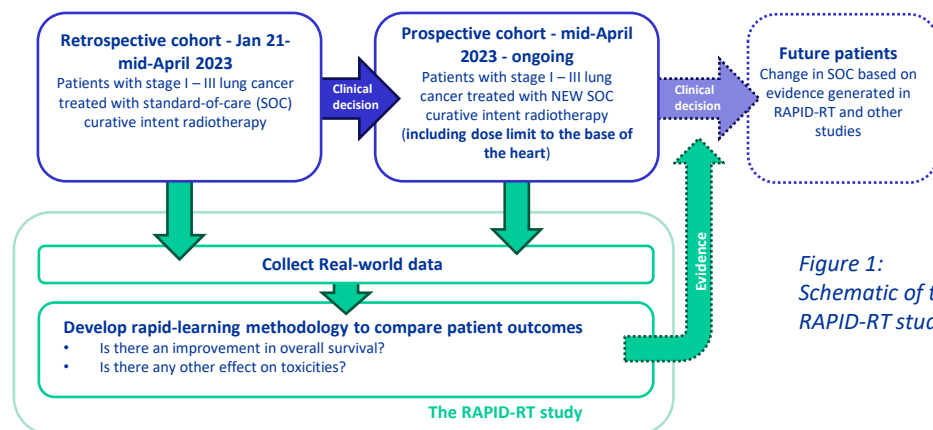 Retrospective cohort - Jan 21-
mid-April 2023
Patients with stage I – III lung cancer
treated with standard-of-care (SOC)
curative intent radiotherapy
Clinical
decision
Prospective cohort - mid-April
2023 - ongoing
Patients with stage I – III lung
cancer treated with NEW SOC
curative intent radiotherapy
(including dose limit to the base of
the heart)
Clinical
decision
Future patients
Change in SOC based on
evidence generated in
RAPID-RT and other
studies
Collect Real-world data
Evidence
Develop rapid-learning methodology to compare patient outcomes
• Is there an improvement in overall survival?
• Is there any other effect on toxicities?
The RAPID-RT study
Figure 1:
Schematic of t
RAPID-RT stud